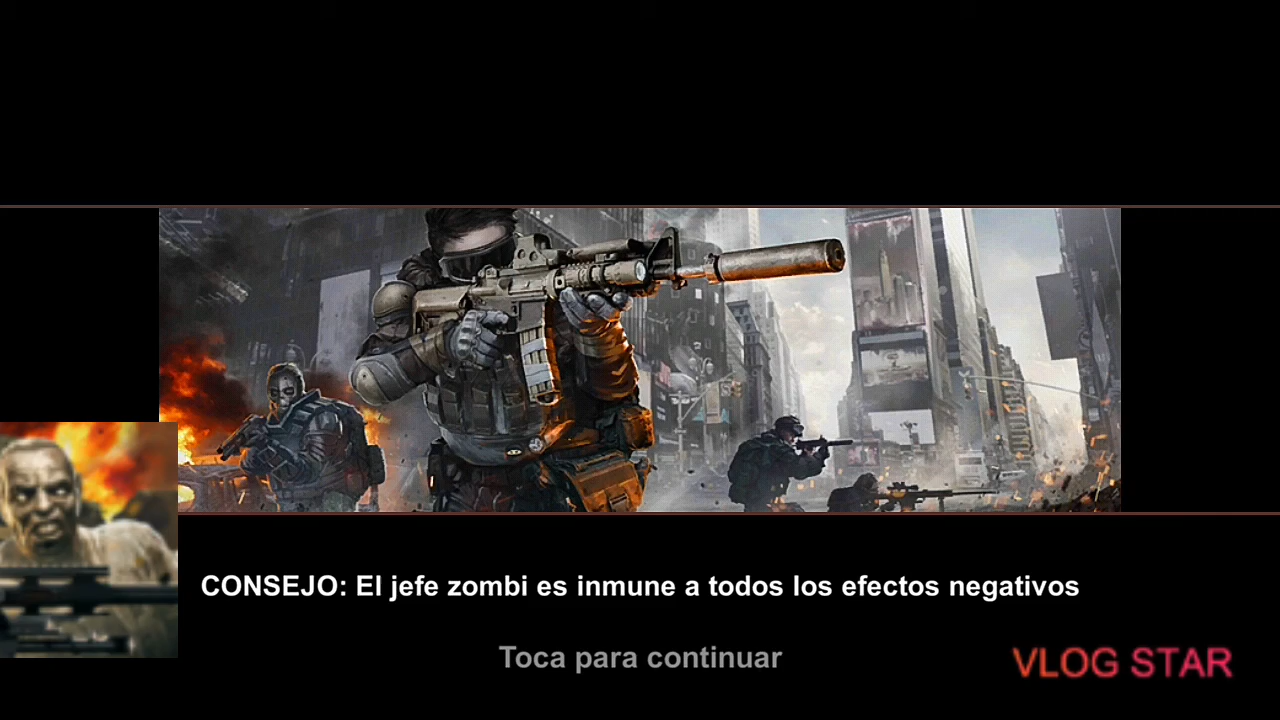 CONSEJO: El jefe zombi es inmune a todos los efectos negativos
Toca para continuar
VLOG STAR